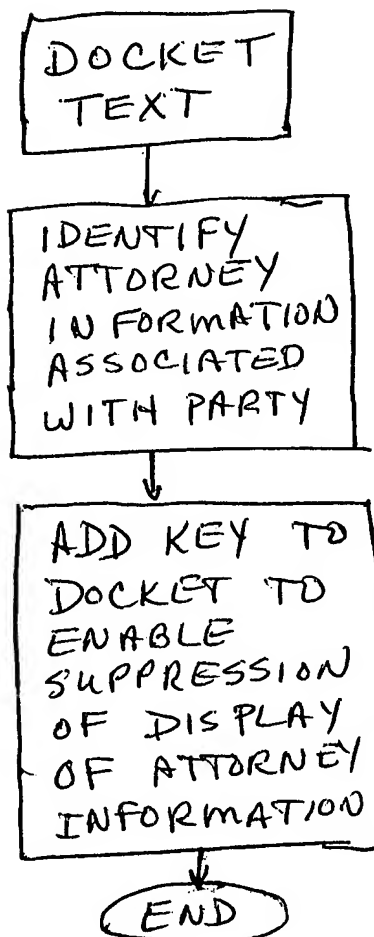 DOCKET
TEXT
IDENTIFY
ATTORNEY
INFORMATION
ASSOCIATED
WITH PARTY
ADD KEY TO
DOCKET TO
ENABLE
SUPPRESSION
OF DISPLAY
OF ATTORNEY
INFORMATION
END